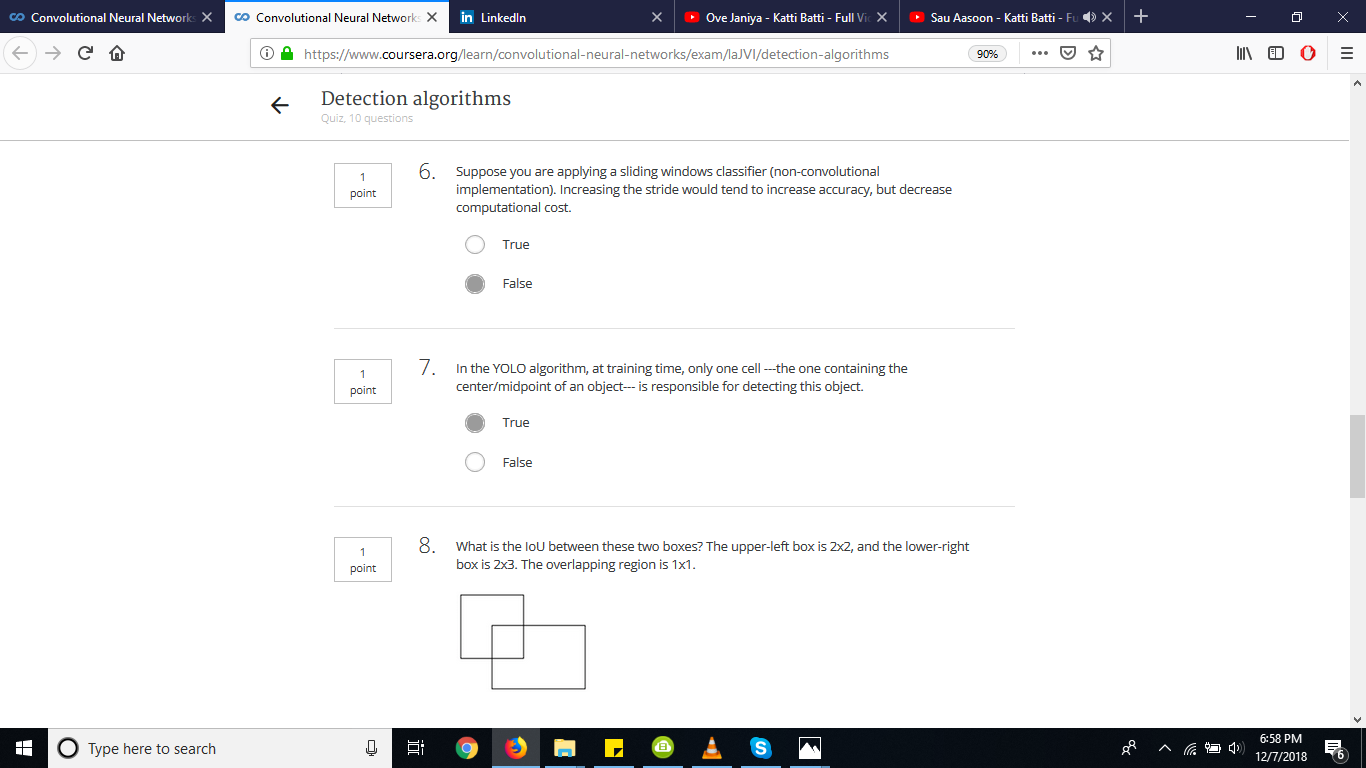 Convolutional Neural Networks
Convolutional Neural Networks
LinkedIn
Ove Janiya - Katti Batti - Full Vi
Sau Aasoon - Katti Batti - Fu
https://www.coursera.org/learn/convolutional-neural-networks/exam/IaJVI/detection-algorithms
90%
Detection algorithms
Quiz, 10 questions
1
point
6.
Suppose you are applying a sliding windows classifier (non-convolutional
implementation). Increasing the stride would tend to increase accuracy, but decrease
computational cost.
True
False
1
point
7.
In the YOLO algorithm, at training time, only one cell ---the one containing the
center/midpoint of an object--- is responsible for detecting this object.
True
False
1
point
8.
What is the IoU between these two boxes? The upper-left box is 2x2, and the lower-right
box is 2x3. The overlapping region is 1x1.
Type here to search
6:58 PM
12/7/2018
6